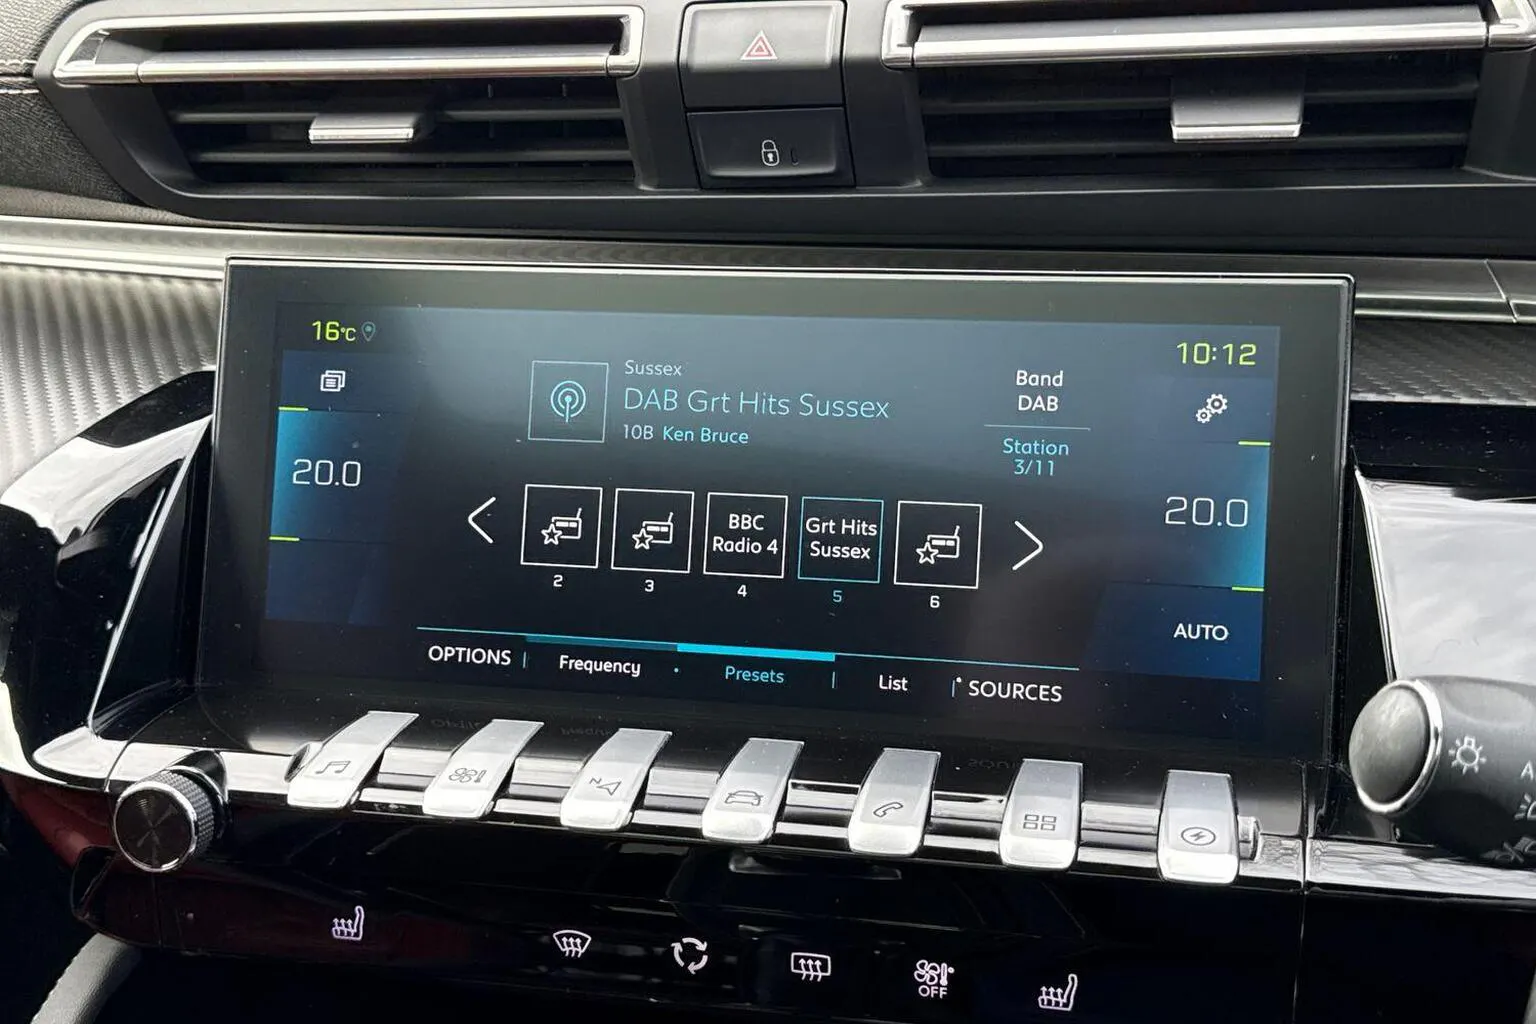 16°C
10:12
Sussex
DAB Grt Hits Sussex
10B Ken Bruce
Band
DAB
Station
3/11
20.0
20.0
BBC
Radio 4
Grt Hits
Sussex
2
3
4
5
6
AUTO
OPTIONS
Frequency
Presets
List
SOURCES
N
A
OFF